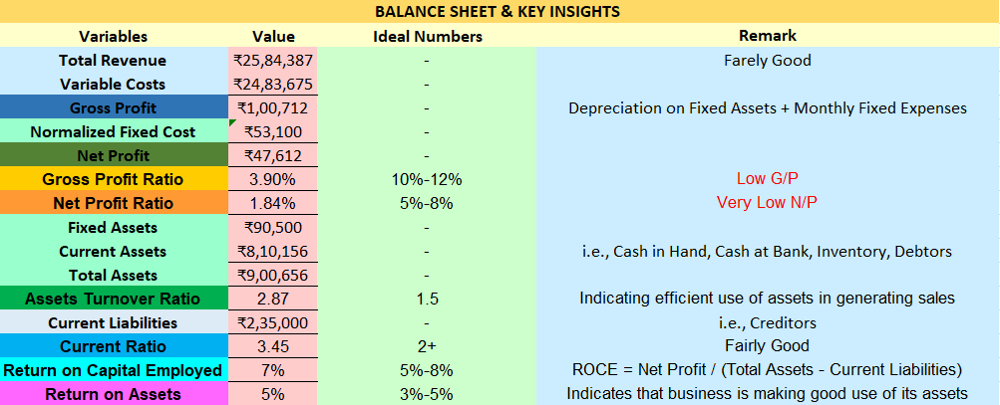 BALANCE SHEET & KEY INSIGHTS
Variables Value Ideal Numbers Remark
Total Revenue ₹25,84,387 - Farely Good
Variable Costs ₹24,83,675 -
Gross Profit ₹1,00,712 - Depreciation on Fixed Assets + Monthly Fixed Expenses
Normalized Fixed Cost ₹53,100 -
Net Profit ₹47,612 -
Gross Profit Ratio 3.90% 10%-12% Low G/P
Net Profit Ratio 1.84% 5%-8% Very Low N/P
Fixed Assets ₹90,500 -
Current Assets ₹8,10,156 - i.e., Cash in Hand, Cash at Bank, Inventory, Debtors
Total Assets ₹9,00,656 -
Assets Turnover Ratio 2.87 1.5 Indicating efficient use of assets in generating sales
Current Liabilities ₹2,35,000 - i.e., Creditors
Current Ratio 3.45 2+ Fairly Good
Return on Capital Employed 7% 5%-8% ROCE = Net Profit / (Total Assets - Current Liabilities)
Return on Assets 5% 3%-5% Indicates that business is making good use of its assets